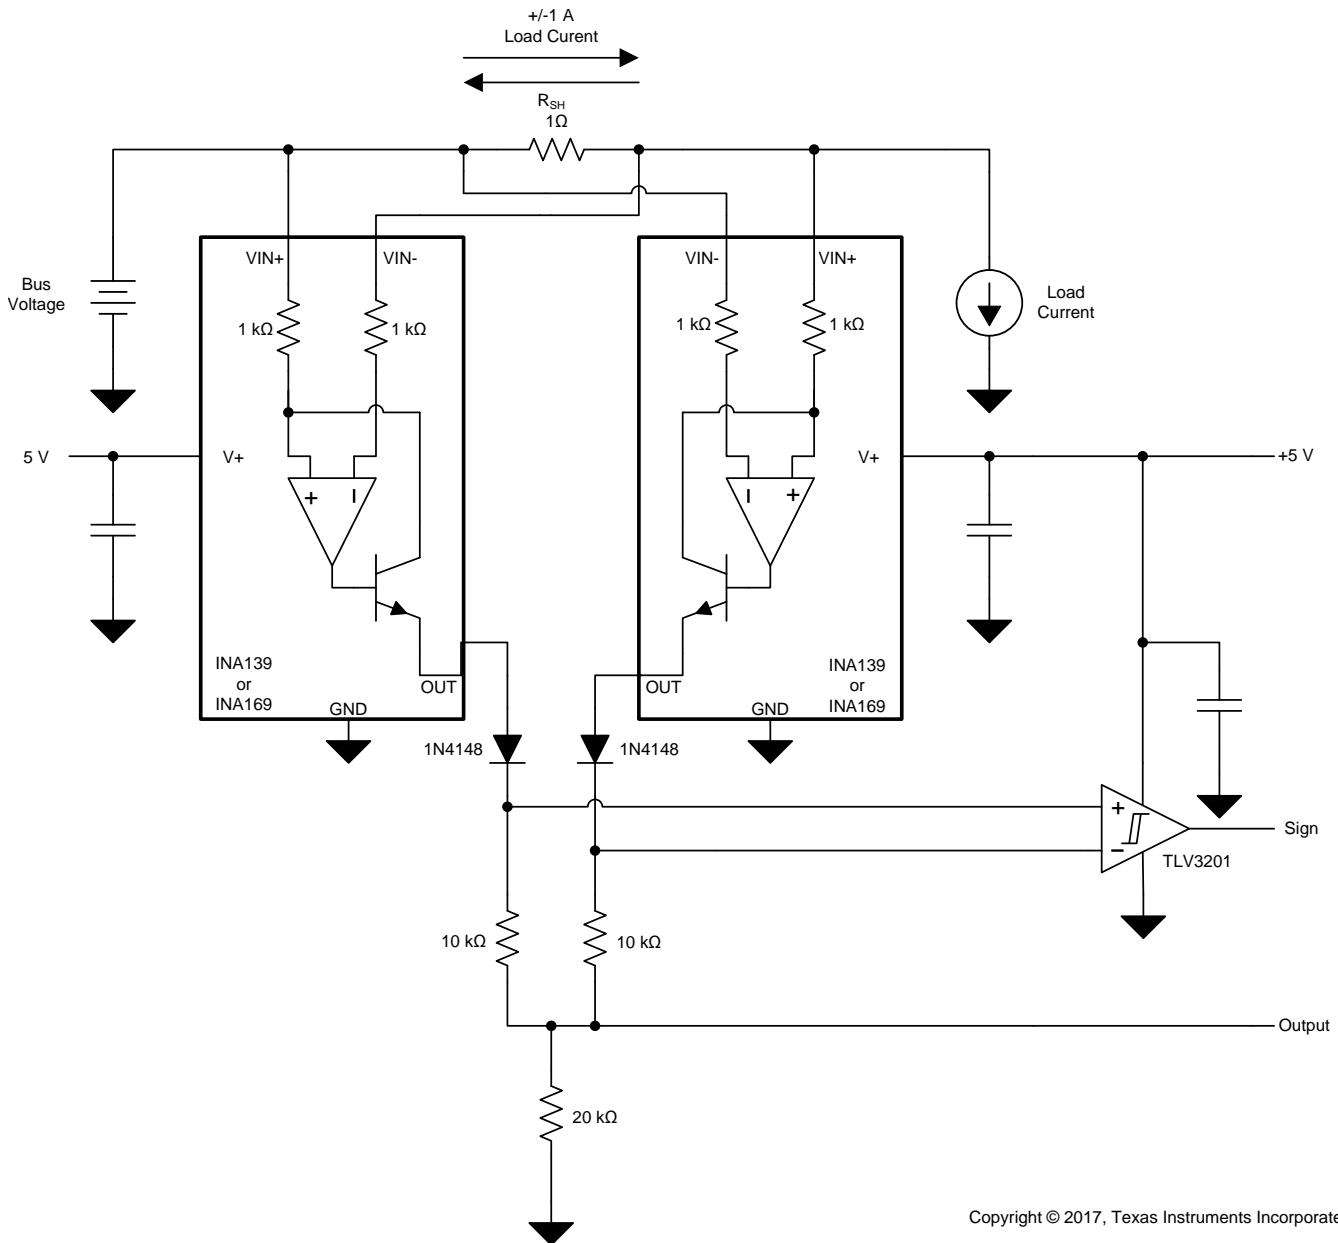 +/-1 A
Load Curent
RSH
1Ω
VIN+
VIN-
VIN-
VIN+
Bus
Voltage
1 kΩ
1 kΩ
1 kΩ
1 kΩ
Load
Current
5 V
V+
V+
+5 V
+
−
−
+
INA139
or
INA169
OUT
GND
OUT
GND
INA139
or
INA169
1N4148
1N4148
+
−
Sign
TLV3201
10 kΩ
10 kΩ
Output
20 kΩ
Copyright © 2017, Texas Instruments Incorporate